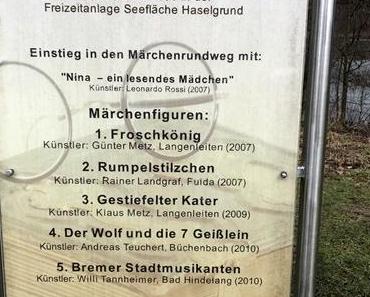 Freizeitanlage Seefläche Haselgrund
Einstieg in den Märchenrundweg mit:
"Nina – ein lesendes Mädchen"
Künstler: Leonardo Rossi (2007)
Märchenfiguren:
1. Froschkönig
Künstler: Günter Metz, Langenleiten (2007)
2. Rumpelstilzchen
Künstler: Rainer Landgraf, Fulda (2007)
3. Gestiefelter Kater
Künstler: Klaus Metz, Langenleiten (2009)
4. Der Wolf und die 7 Geißlein
Künstler: Andreas Teuchert, Büchenbach (2010)
5. Bremer Stadtmusikanten
Künstler: Willi Tannheimer, Bad Hindelang (2010)